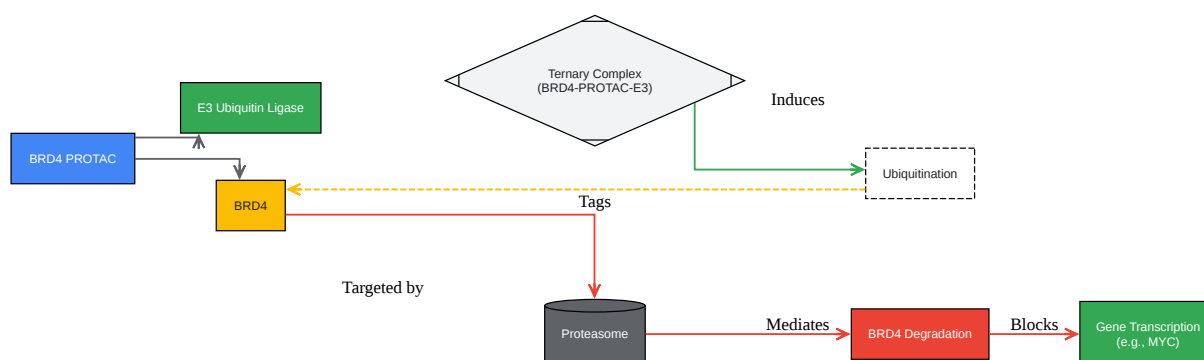 Ternary Complex
(BRD4-PROTAC-E3)
Induces
E3 Ubiquitin Ligase
BRD4 PROTAC
Ubiquitination
BRD4
Tags
Targeted by
Proteasome
Mediates
BRD4 Degradation
Blocks
Gene Transcription
(e.g., MYC)